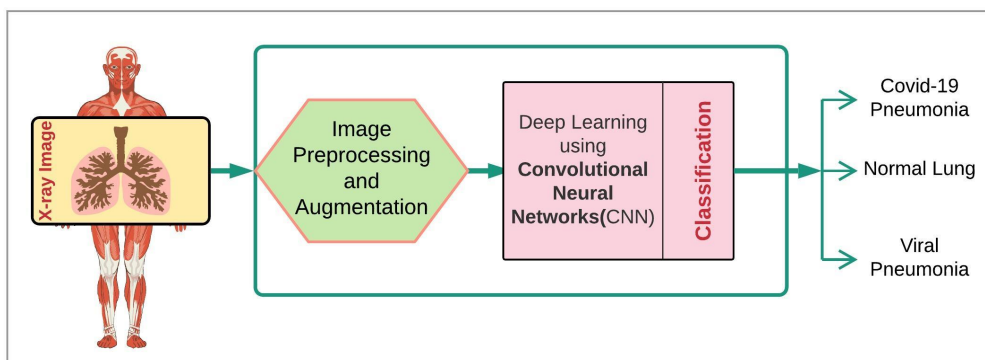 X-ray Image
Image
Preprocessing
and
Augmentation
Deep Learning
using
Convolutional
Neural
Networks(CNN)
Classification
Covid-19
Pneumonia
Normal Lung
Viral
Pneumonia